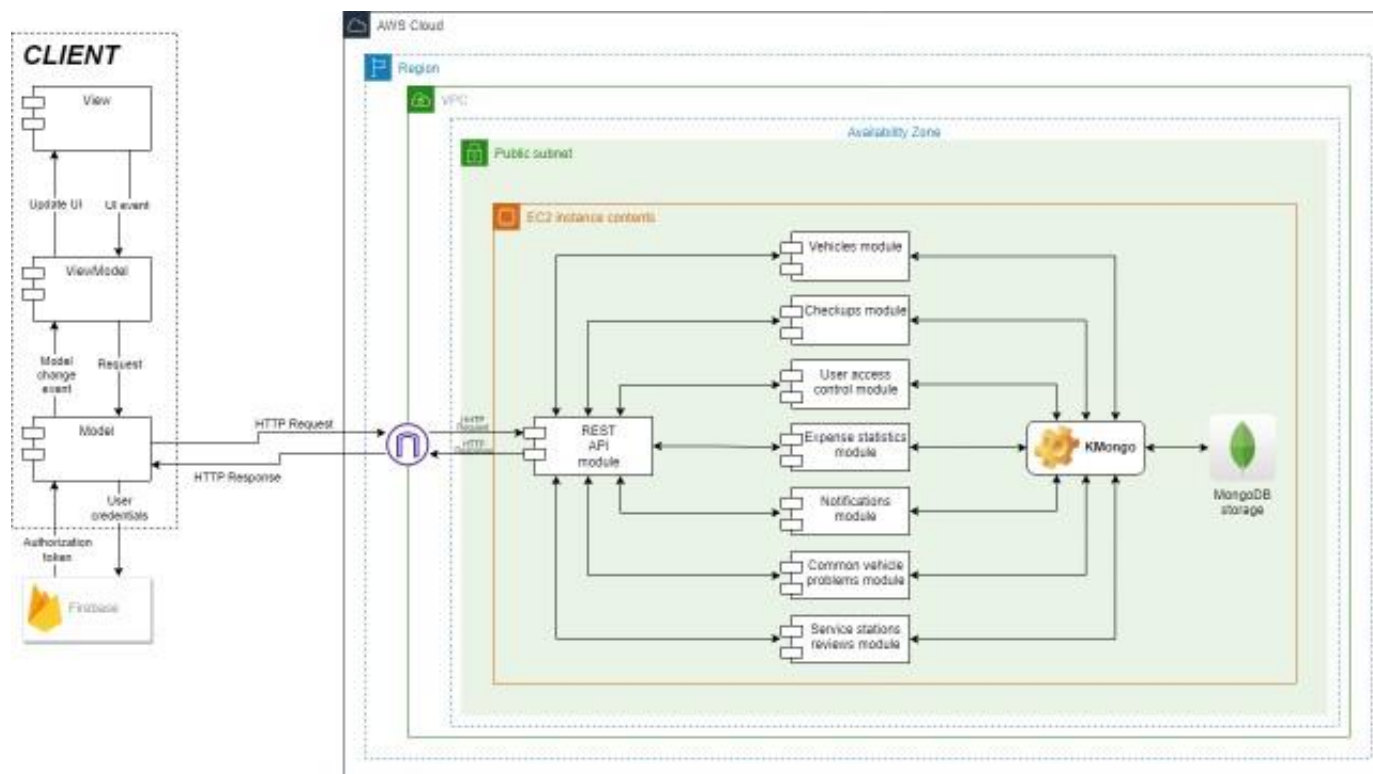 CLIENT
View
Update UI
UI event
ViewModel
Model
change
event
Request
Model
User
credentials
Authorization
token
Firebase
HTTP Request
HTTP Response
AWS Cloud
Region
VPC
Availability Zone
Public subnet
EC2 instance contents
HTTP
Request
HTTP
REST
API
module
Vehicles module
Checkups module
User access
control module
Expense statistics
module
Notifications
module
Common vehicle
problems module
Service stations
reviews module
KMongo
MongoDB
storage